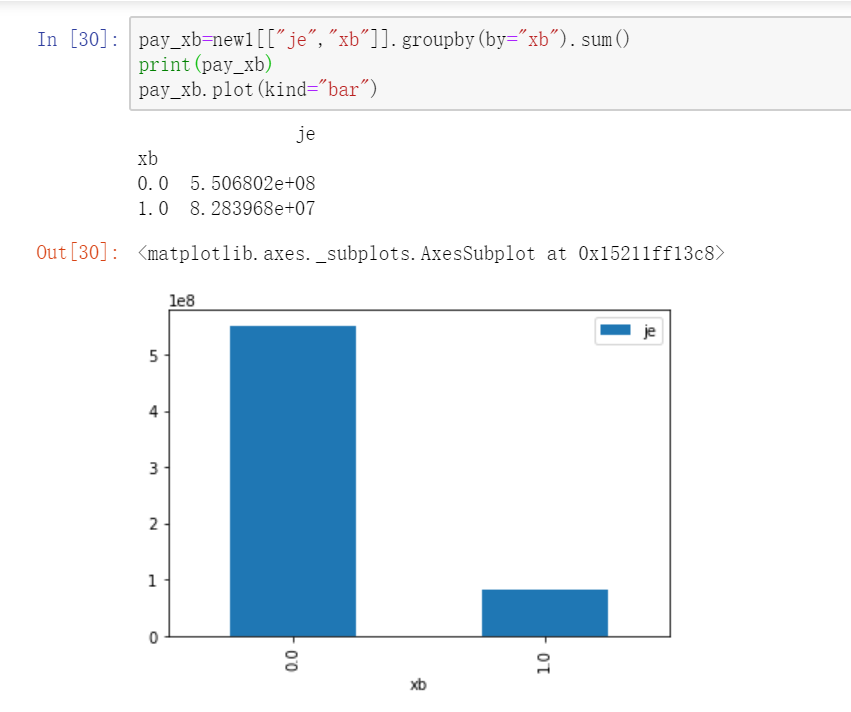 In [30]: pay_xb=new1[["je","xb"]].groupby(by="xb").sum()
print(pay_xb)
pay_xb.plot(kind="bar")
je
xb
0.0 5.506802e+08
1.0 8.283968e+07
Out[30]: <matplotlib.axes._subplots.AxesSubplot at 0x15211ff13c8>
1e8
je
5
4
3
2
1
0
0.0 1.0
xb